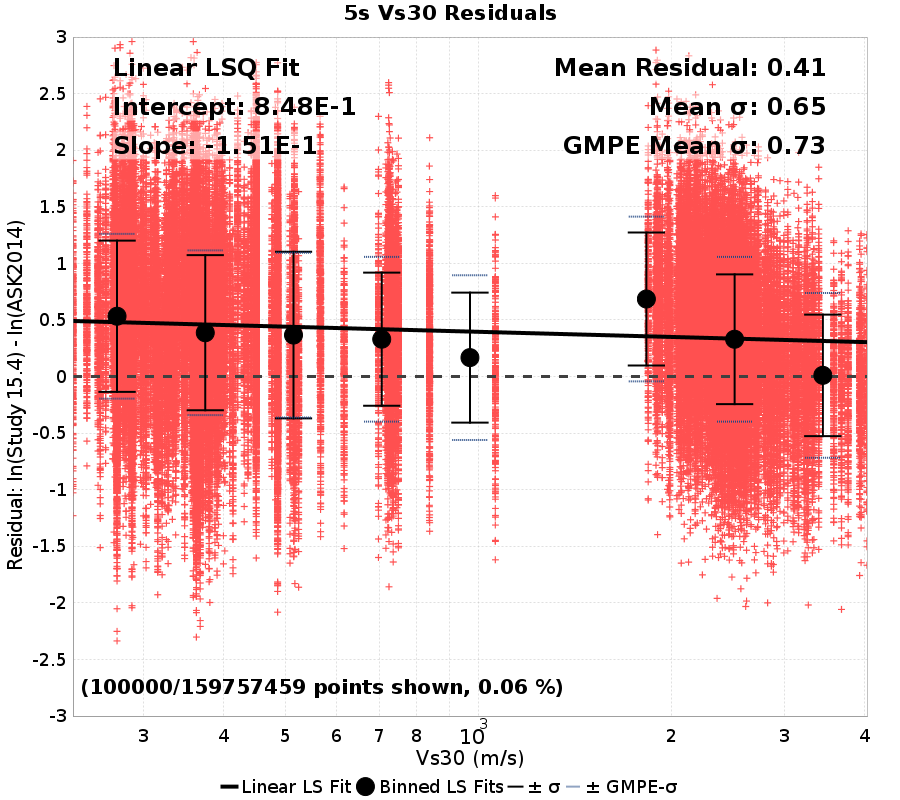 5s Vs30 Residuals
Linear LSQ Fit
Intercept: 8.48E-1
Slope: -1.51E-1
Mean Residual: 0.41
Mean σ: 0.65
GMPE Mean σ: 0.73
Residual: ln(Study 15.4) - ln(ASK2014)
3
2.5
2
1.5
1
0.5
0
-0.5
-1
-1.5
-2
-2.5
-3
(100000/159757459 points shown, 0.06 %)
3 4 5 6 7 8 10³ 2 3 4
Vs30 (m/s)
Linear LS Fit Binned LS Fits ± σ ± GMPE-σ